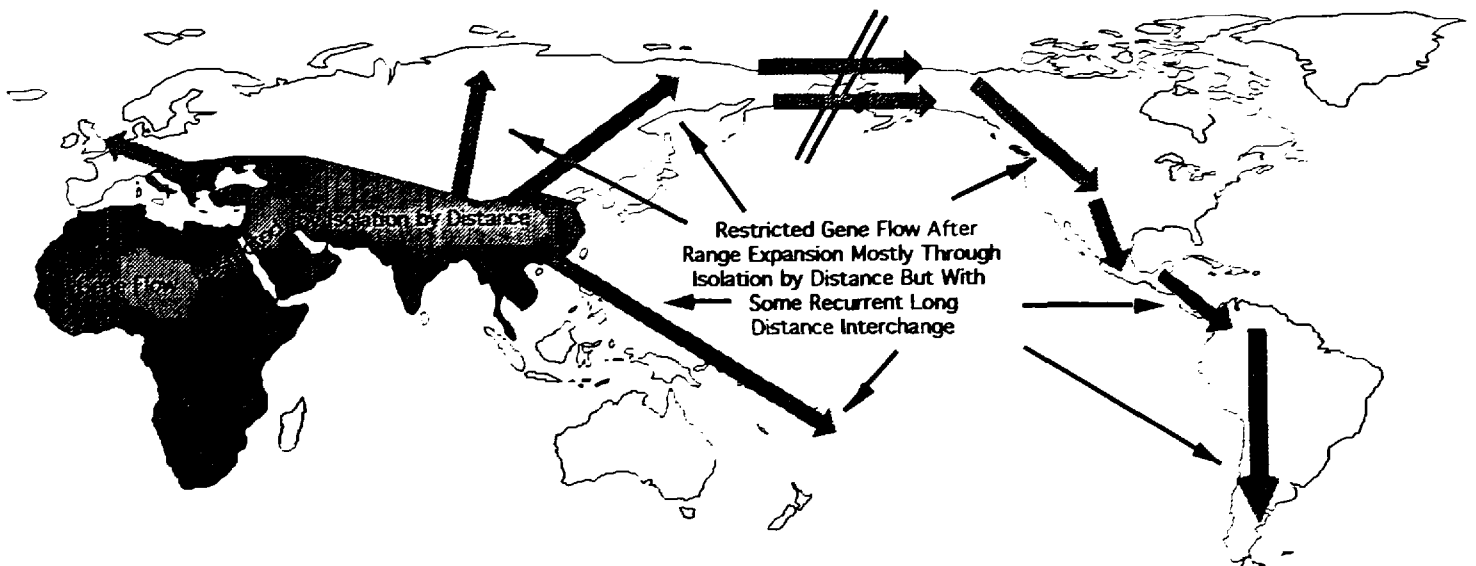 Gene Flow
by Isolation by Distance
Restricted Gene Flow After
Range Expansion Mostly Through
Isolation by Distance But With
Some Recurrent Long
Distance Interchange